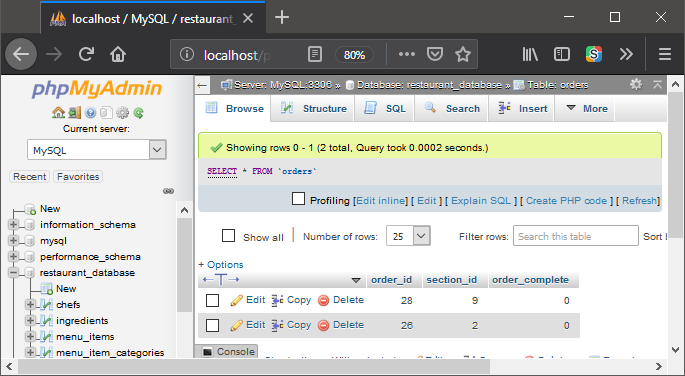 localhost / MySQL / restaurant_
localhost/p
80%
phpMyAdmin
Current server:
MySQL
Recent
Favorites
New
information_schema
mysql
performance_schema
restaurant_database
New
chefs
ingredients
menu_items
menu_item_categories
Server: MySQL:3306 » Database: restaurant_database » Table: orders
Browse Structure SQL Search Insert More
Showing rows 0 - 1 (2 total, Query took 0.0002 seconds.)
SELECT * FROM `orders`
Profiling [Edit inline] [ Edit ] [ Explain SQL ] [ Create PHP code ] [ Refresh]
Show all | Number of rows: 25 Filter rows: Search this table Sort
+ Options
←T→ order_id section_id order_complete
Edit Copy Delete 28 9 0
Edit Copy Delete 26 2 0
Console